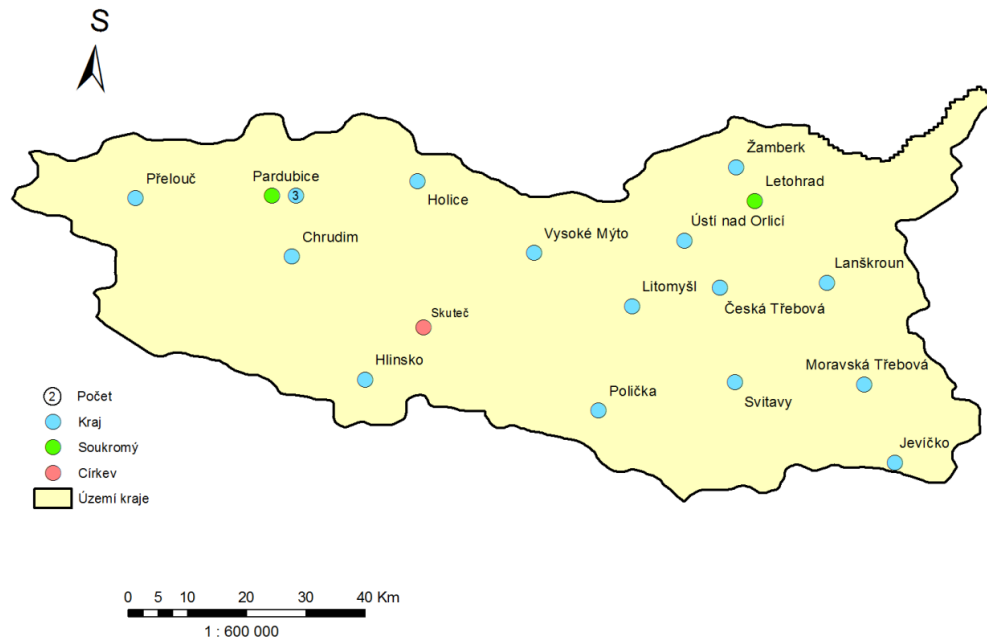 S
Žamberk
Přelouč
Pardubice
3
Holice
Letohrad
Ústí nad Orlicí
Chrudim
Vysoké Mýto
Lanškroun
Litomyšl
Česká Třebová
Skuteč
Hlinsko
Moravská Třebová
Polička
Svitavy
Jevíčko
2 Počet
Kraj
Soukromý
Církev
Území kraje
0 5 10 20 30 40 Km
1 : 600 000